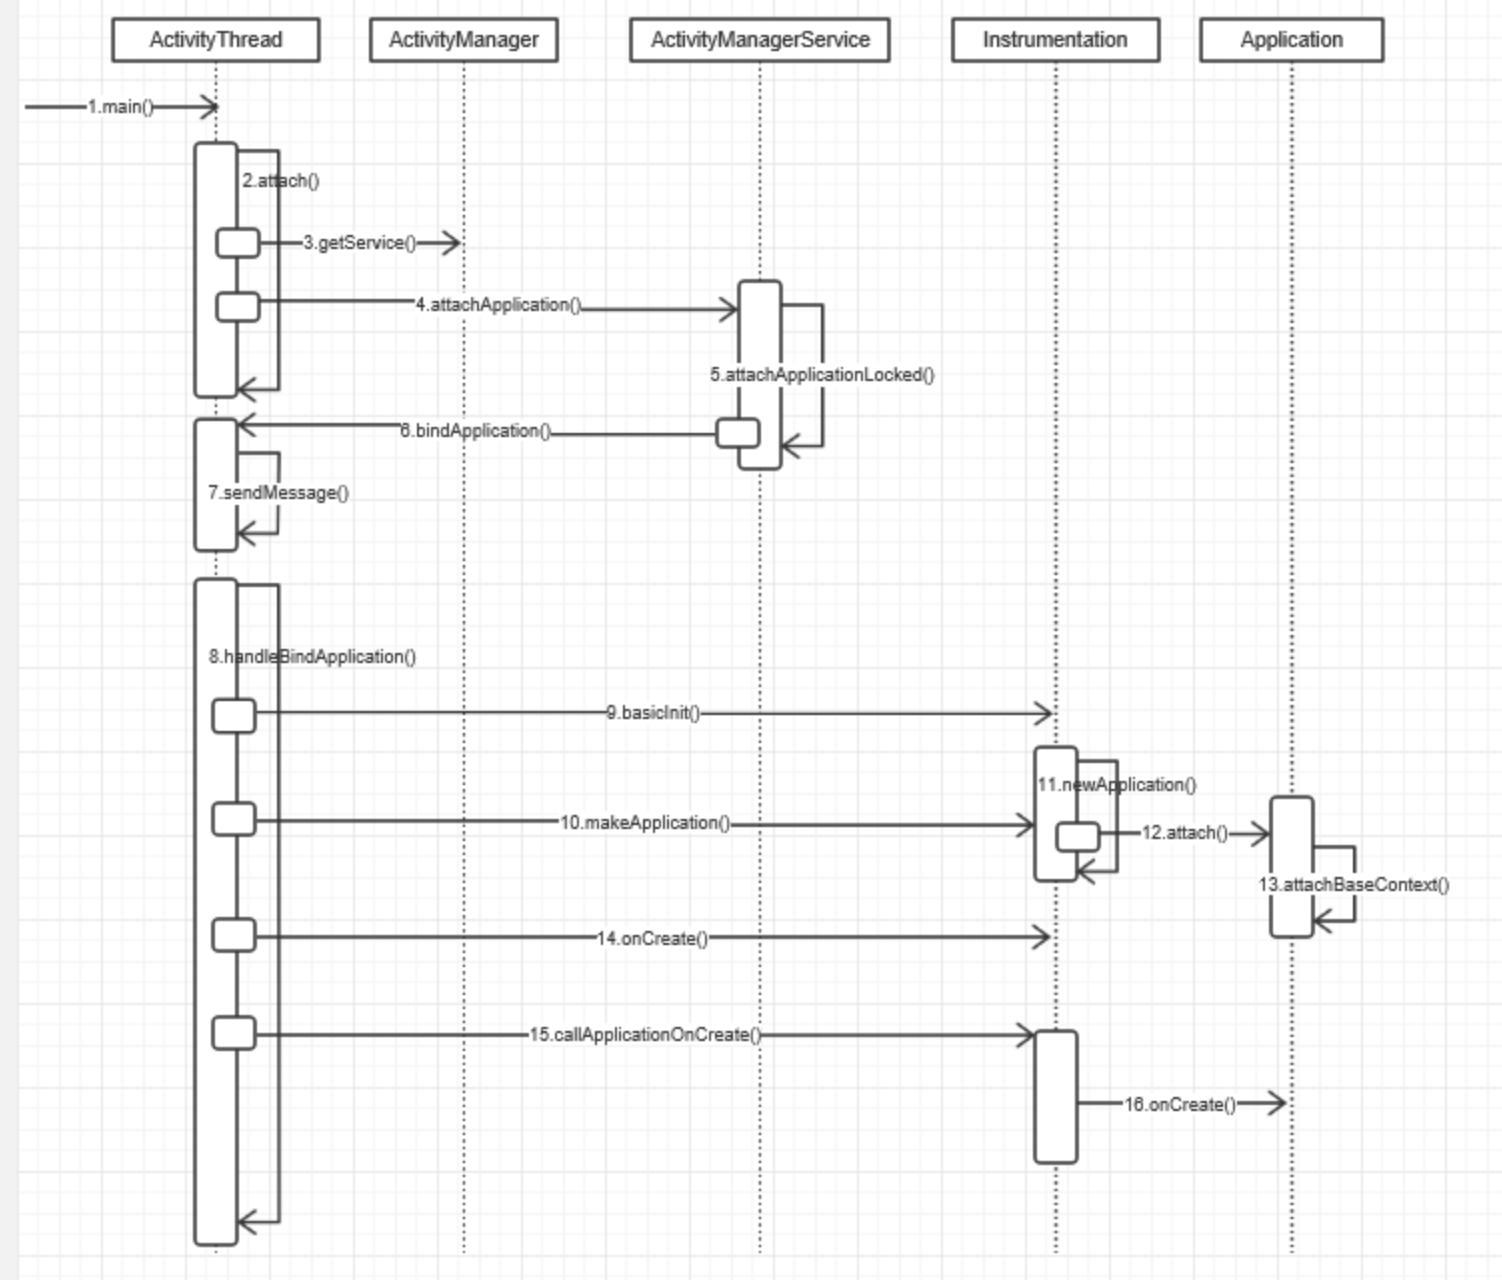 ActivityThread
ActivityManager
ActivityManagerService
Instrumentation
Application
1.main()
2.attach()
3.getService()
4.attachApplication()
5.attachApplicationLocked()
6.bindApplication()
7.sendMessage()
8.handleBindApplication()
9.basicInit()
10.makeApplication()
11.newApplication()
12.attach()
13.attachBaseContext()
14.onCreate()
15.callApplicationOnCreate()
16.onCreate()